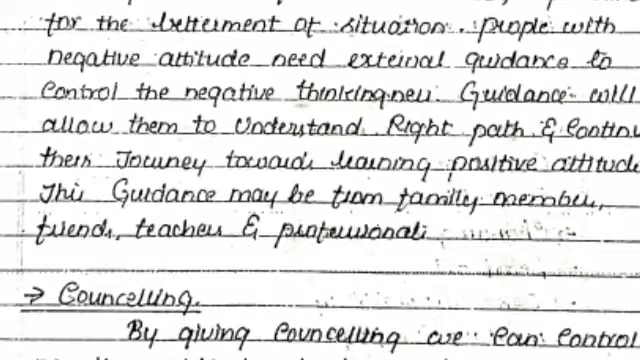 for the betterment of situation. people with
negative attitude need external guidance to
control the negative thinkingness. Guidance will
allow them to understand Right path & Continu
their Journey towards learning positive attitude
This Guidance may be from family member,
friends, teachers & professionals
→ Councelling.
By giving councelling we can control